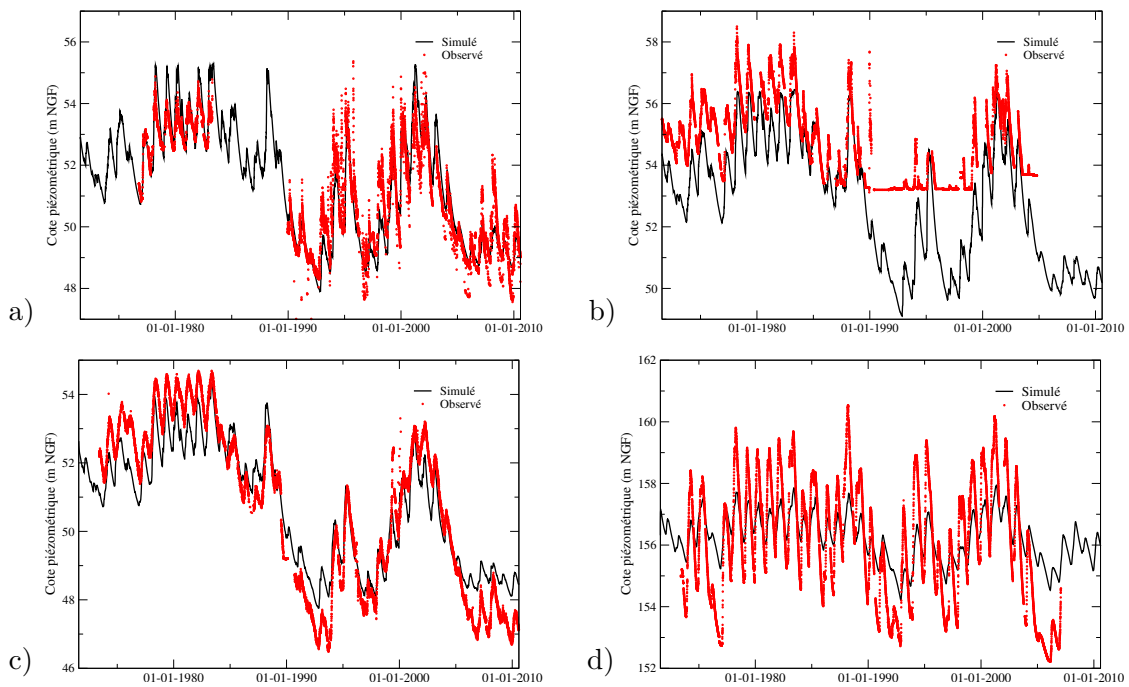 56
54
52
50
48
Cote piézométrique (m NGF)
Simulé
Observé
01-01-1980
01-01-1990
01-01-2000
01-01-2010
a)
58
56
54
52
50
Cote piézométrique (m NGF)
Simulé
Observé
01-01-1980
01-01-1990
01-01-2000
01-01-2010
b)
54
52
50
48
46
Cote piézométrique (m NGF)
Simulé
Observé
01-01-1980
01-01-1990
01-01-2000
01-01-2010
c)
162
160
158
156
154
152
Cote piézométrique (m NGF)
Simulé
Observé
01-01-1980
01-01-1990
01-01-2000
01-01-2010
d)